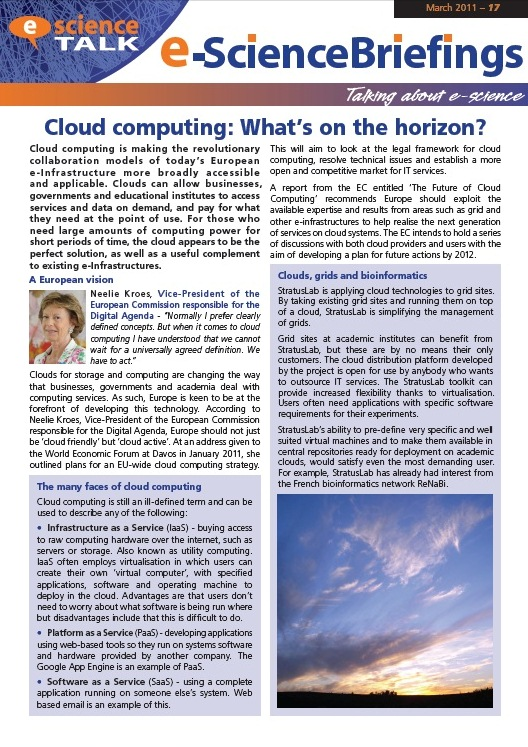 March 2011 – 17
e science
TALK
e-ScienceBriefings
Talking about e-science
Cloud computing: What's on the horizon?
Cloud computing is making the revolutionary
collaboration models of today's European
e-Infrastructure more broadly accessible
and applicable. Clouds can allow businesses,
governments and educational institutes to access
services and data on demand, and pay for what
they need at the point of use. For those who
need large amounts of computing power for
short periods of time, the cloud appears to be the
perfect solution, as well as a useful complement
to existing e-Infrastructures.
A European vision
Neelie Kroes, Vice-President of the
European Commission responsible for the
Digital Agenda - "Normally I prefer clearly
defined concepts. But when it comes to cloud
computing I have understood that we cannot
wait for a universally agreed definition. We
have to act."
Clouds for storage and computing are changing the way
that businesses, governments and academia deal with
computing services. As such, Europe is keen to be at the
forefront of developing this technology. According to
Neelie Kroes, Vice-President of the European Commission
responsible for the Digital Agenda, Europe should not just
be 'cloud friendly' but 'cloud active'. At an address given to
the World Economic Forum at Davos in January 2011, she
outlined plans for an EU-wide cloud computing strategy.
The many faces of cloud computing
Cloud computing is still an ill-defined term and can be
used to describe any of the following:
• Infrastructure as a Service (IaaS) - buying access
to raw computing hardware over the internet, such as
servers or storage. Also known as utility computing.
IaaS often employs virtualisation in which users can
create their own 'virtual computer', with specified
applications, software and operating machine to
deploy in the cloud. Advantages are that users don't
need to worry about what software is being run where
but disadvantages include that this is difficult to do.
• Platform as a Service (PaaS) - developing applications
using web-based tools so they run on systems software
and hardware provided by another company. The
Google App Engine is an example of PaaS.
• Software as a Service (SaaS) - using a complete
application running on someone else's system. Web
based email is an example of this.
This will aim to look at the legal framework for cloud
computing, resolve technical issues and establish a more
open and competitive market for IT services.
A report from the EC entitled 'The Future of Cloud
Computing' recommends Europe should exploit the
available expertise and results from areas such as grid and
other e-infrastructures to help realise the next generation
of services on cloud systems. The EC intends to hold a series
of discussions with both cloud providers and users with the
aim of developing a plan for future actions by 2012.
Clouds, grids and bioinformatics
StratusLab is applying cloud technologies to grid sites.
By taking existing grid sites and running them on top
of a cloud, StratusLab is simplifying the management
of grids.
Grid sites at academic institutes can benefit from
StratusLab, but these are by no means their only
customers. The cloud distribution platform developed
by the project is open for use by anybody who wants
to outsource IT services. The StratusLab toolkit can
provide increased flexibility thanks to virtualisation.
Users often need applications with specific software
requirements for their experiments.
StratusLab's ability to pre-define very specific and well
suited virtual machines and to make them available in
central repositories ready for deployment on academic
clouds, would satisfy even the most demanding user.
For example, StratusLab has already had interest from
the French bioinformatics network ReNaBi.